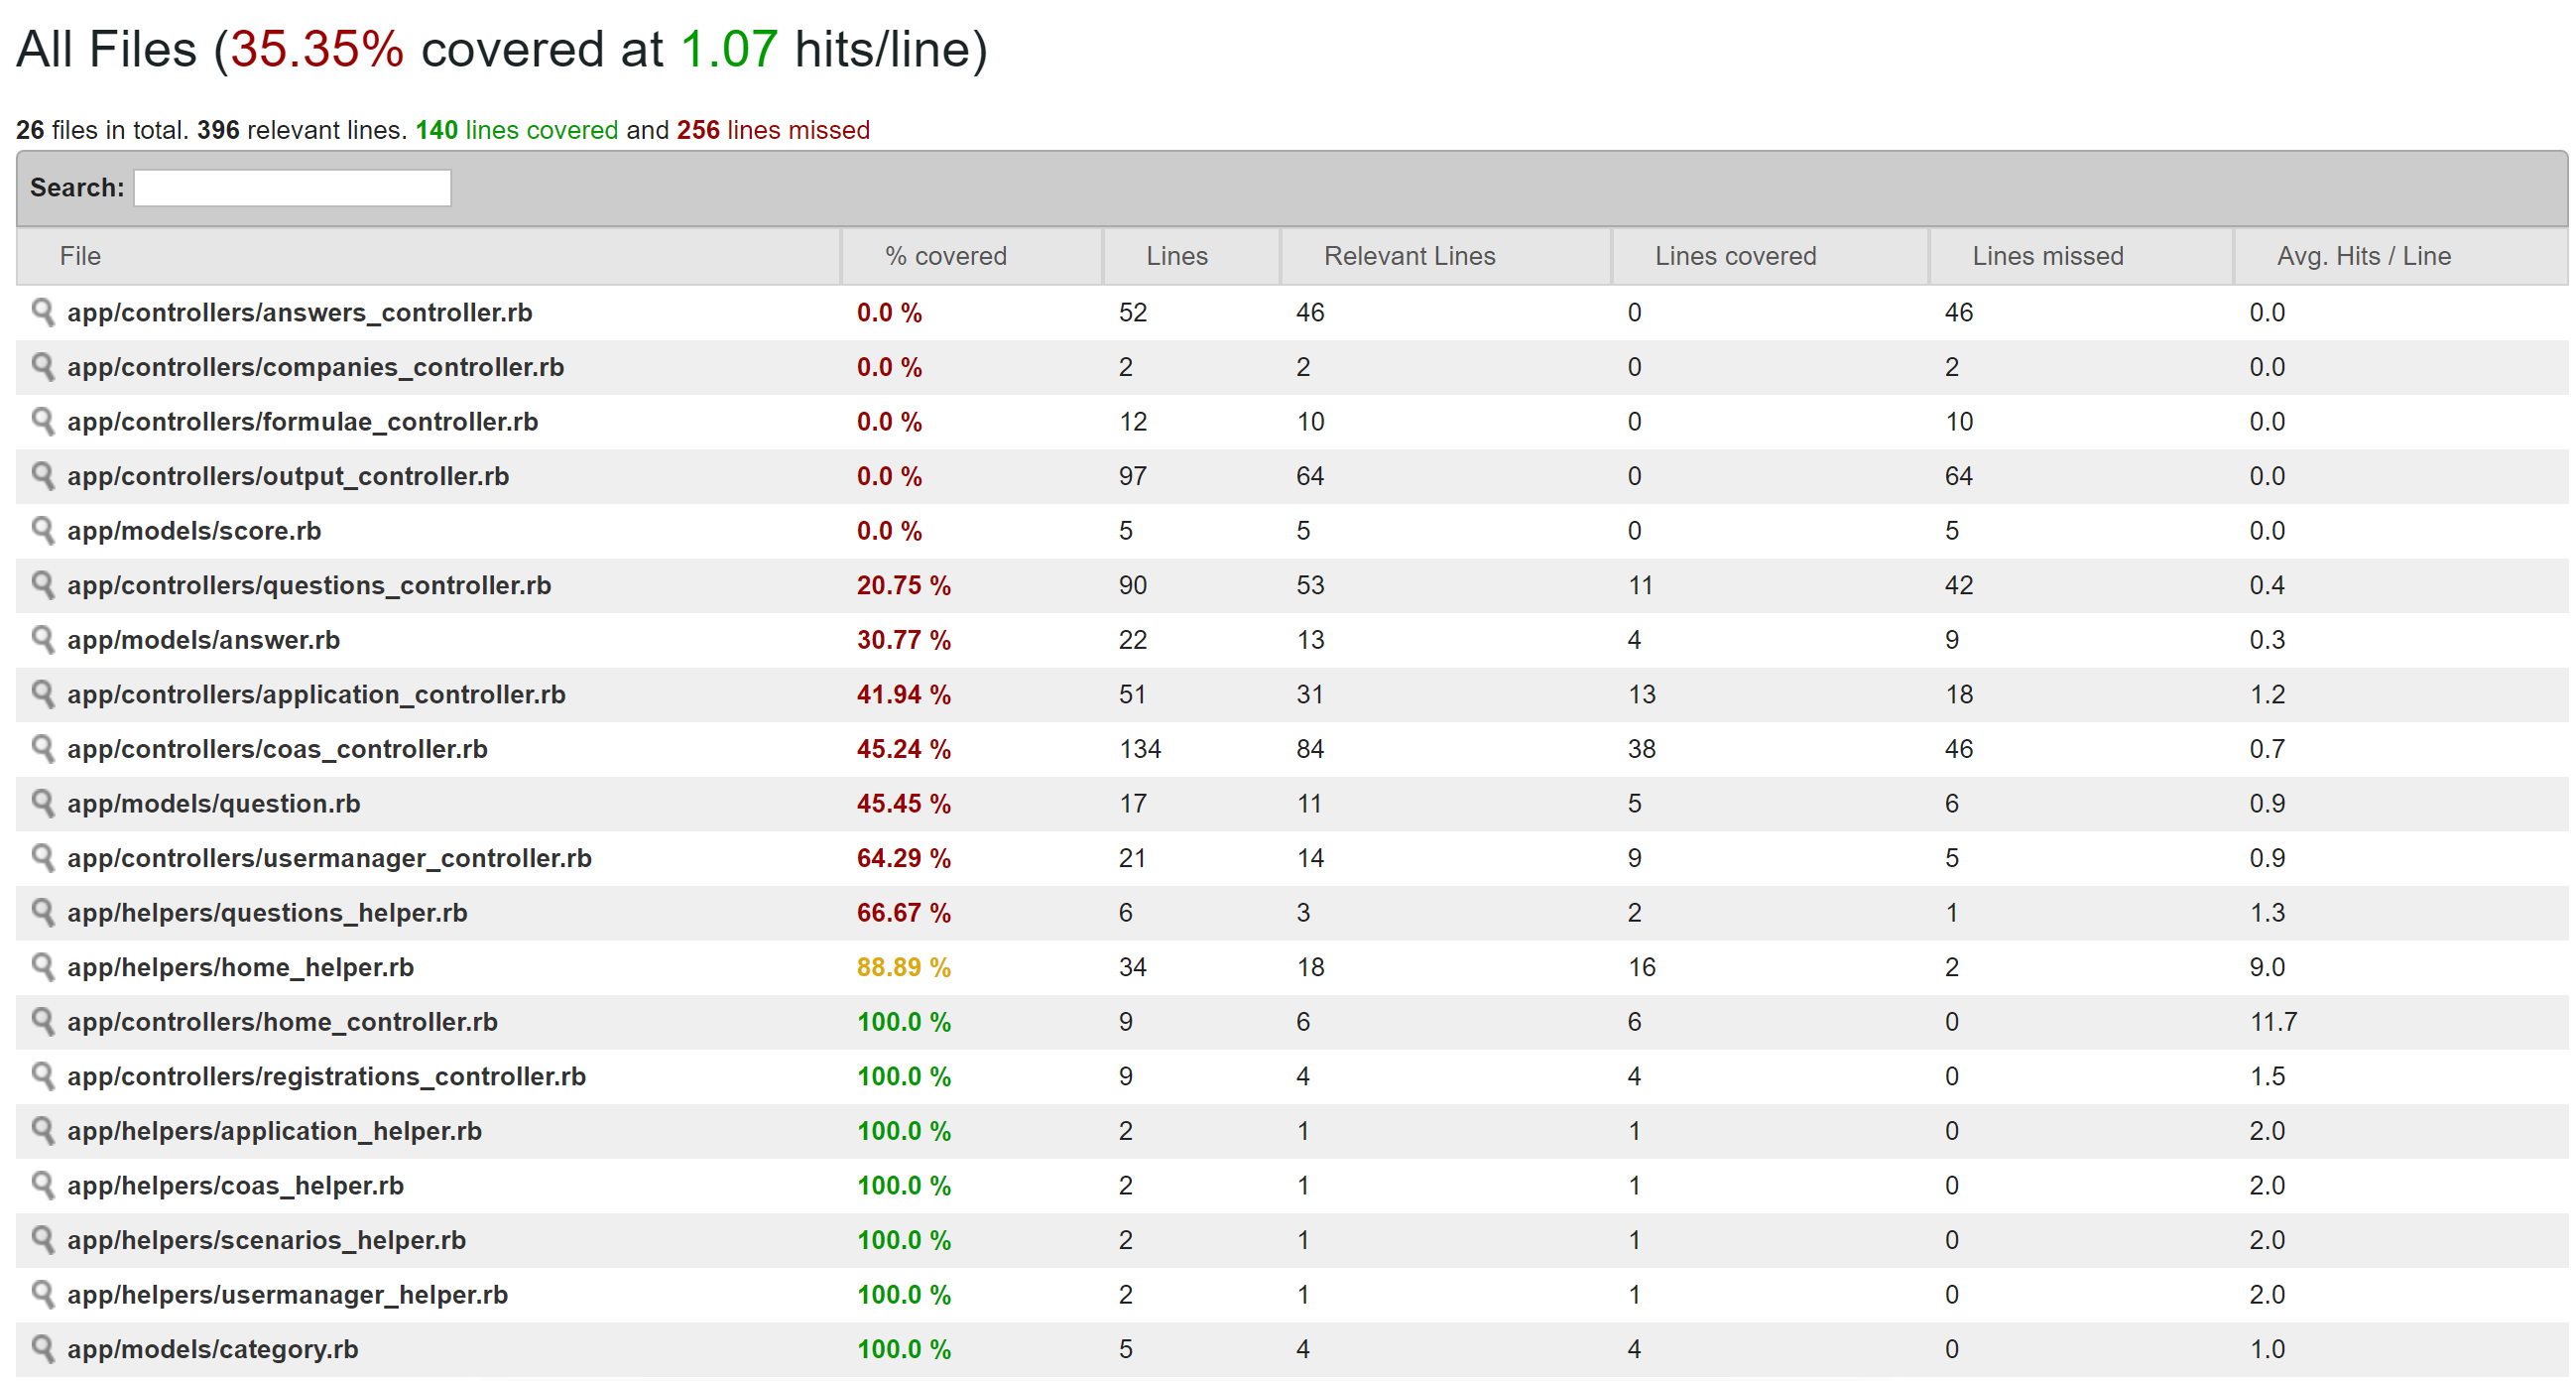 All Files (35.35% covered at 1.07 hits/line)
26 files in total. 396 relevant lines. 140 lines covered and 256 lines missed
Search:
File % covered Lines Relevant Lines Lines covered Lines missed Avg. Hits / Line
app/controllers/answers_controller.rb 0.0 % 52 46 0 46 0.0
app/controllers/companies_controller.rb 0.0 % 2 2 0 2 0.0
app/controllers/formulae_controller.rb 0.0 % 12 10 0 10 0.0
app/controllers/output_controller.rb 0.0 % 97 64 0 64 0.0
app/models/score.rb 0.0 % 5 5 0 5 0.0
app/controllers/questions_controller.rb 20.75 % 90 53 11 42 0.4
app/models/answer.rb 30.77 % 22 13 4 9 0.3
app/controllers/application_controller.rb 41.94 % 51 31 13 18 1.2
app/controllers/coas_controller.rb 45.24 % 134 84 38 46 0.7
app/models/question.rb 45.45 % 17 11 5 6 0.9
app/controllers/usermanager_controller.rb 64.29 % 21 14 9 5 0.9
app/helpers/questions_helper.rb 66.67 % 6 3 2 1 1.3
app/helpers/home_helper.rb 88.89 % 34 18 16 2 9.0
app/controllers/home_controller.rb 100.0 % 9 6 6 0 11.7
app/controllers/registrations_controller.rb 100.0 % 9 4 4 0 1.5
app/helpers/application_helper.rb 100.0 % 2 1 1 0 2.0
app/helpers/coas_helper.rb 100.0 % 2 1 1 0 2.0
app/helpers/scenarios_helper.rb 100.0 % 2 1 1 0 2.0
app/helpers/usermanager_helper.rb 100.0 % 2 1 1 0 2.0
app/models/category.rb 100.0 % 5 4 4 0 1.0